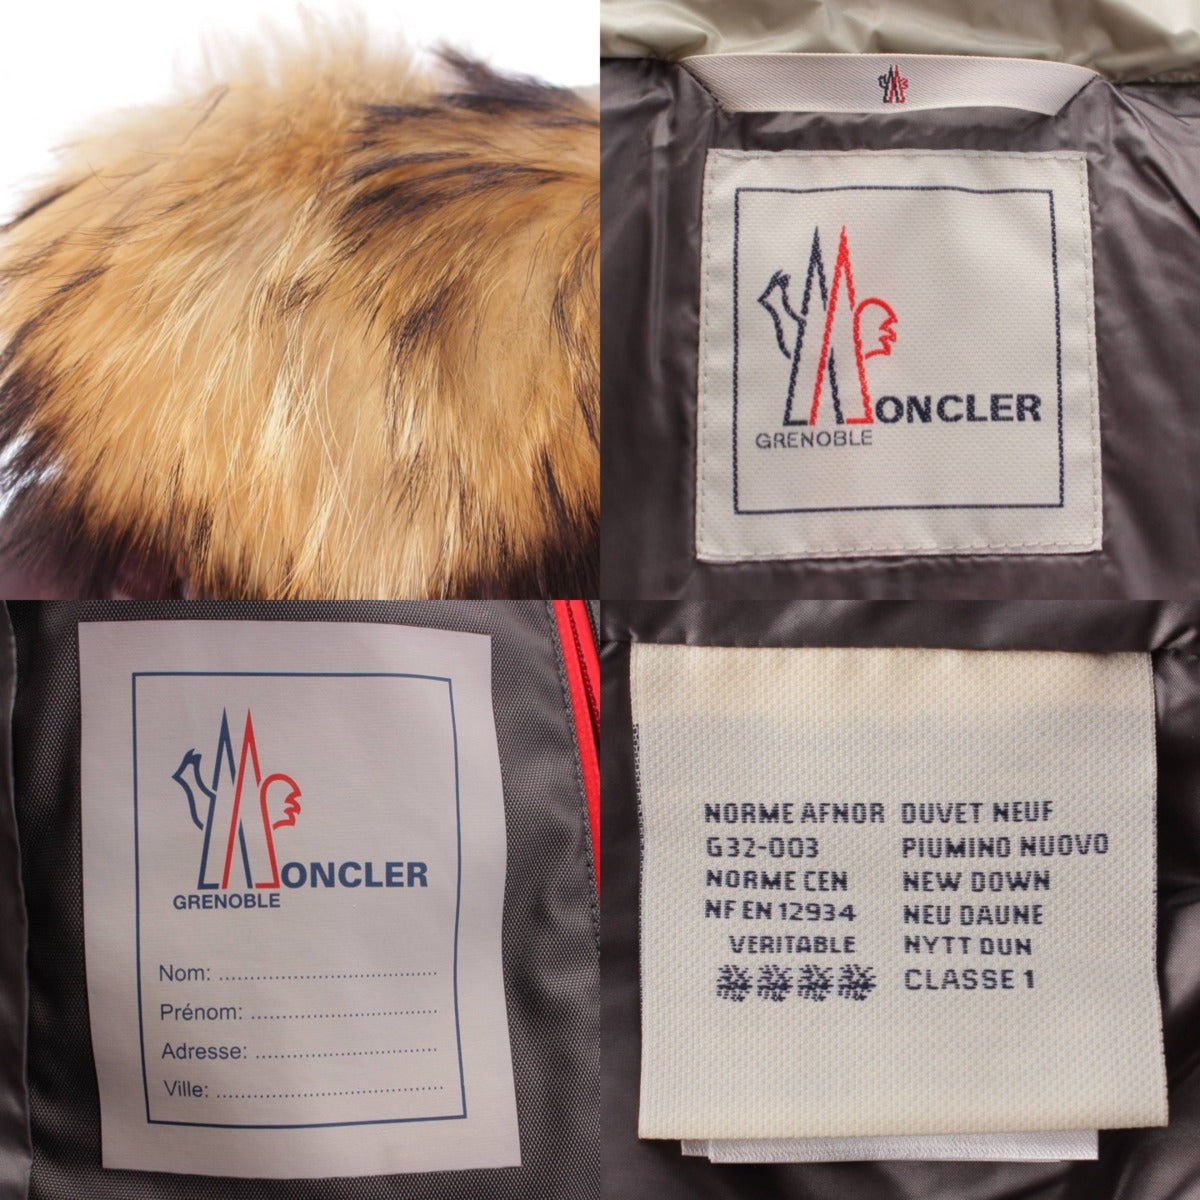 MONCLER
GRENOBLE
MONCLER
GRENOBLE
Nom: ........................................
Prénom: ..................................
Adresse: .................................
Ville: ..........................................
NORME AFNOR
G32-003
NORME CEN
NF EN 12934
VERITABLE
DUVET NEUF
PIUMINO NUOVO
NEW DOWN
NEU DAUNE
NYTT DUN
CLASSE 1